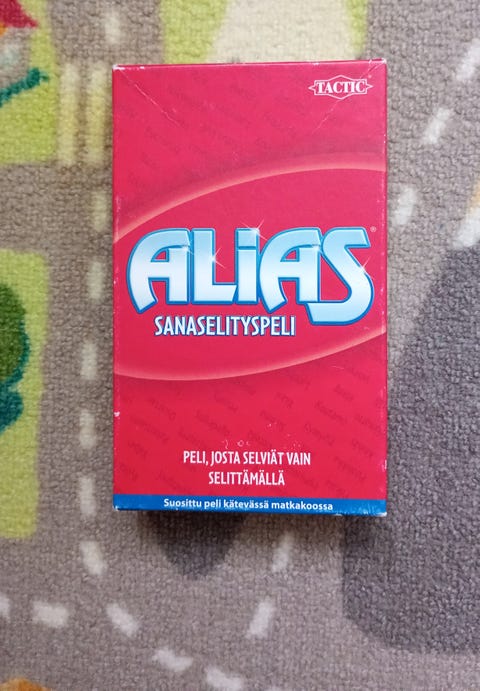 TACTIC
ALiAS®
SANASELITYSPELI
PELI, JOSTA SELVIÄT VAIN
SELITTÄMÄLLÄ
Suosittu peli kätevässä matkakoossa